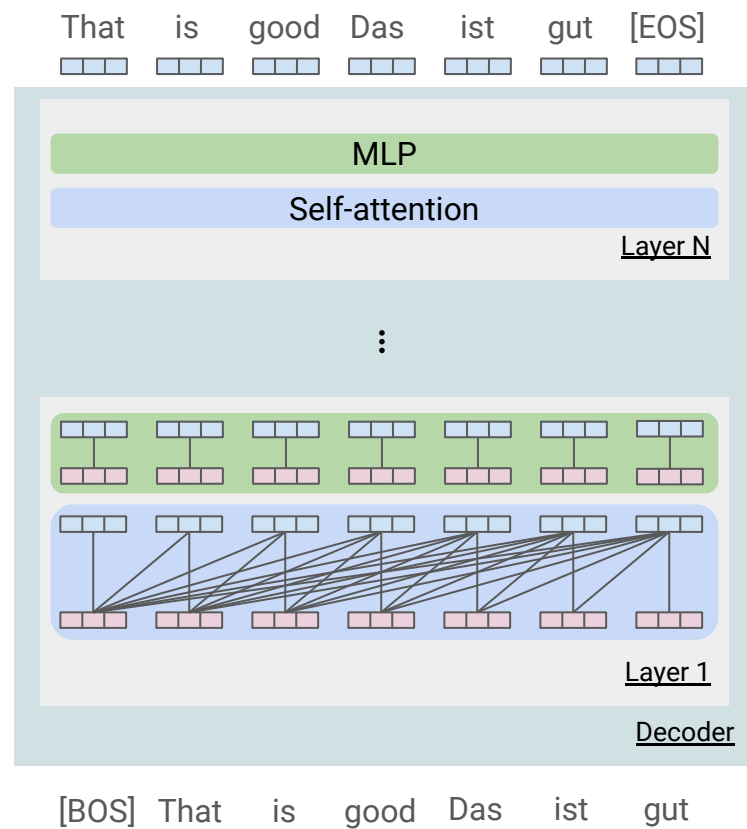 That is good Das ist gut [EOS]
MLP
Self-attention
Layer N
Layer 1
Decoder
[BOS] That is good Das ist gut